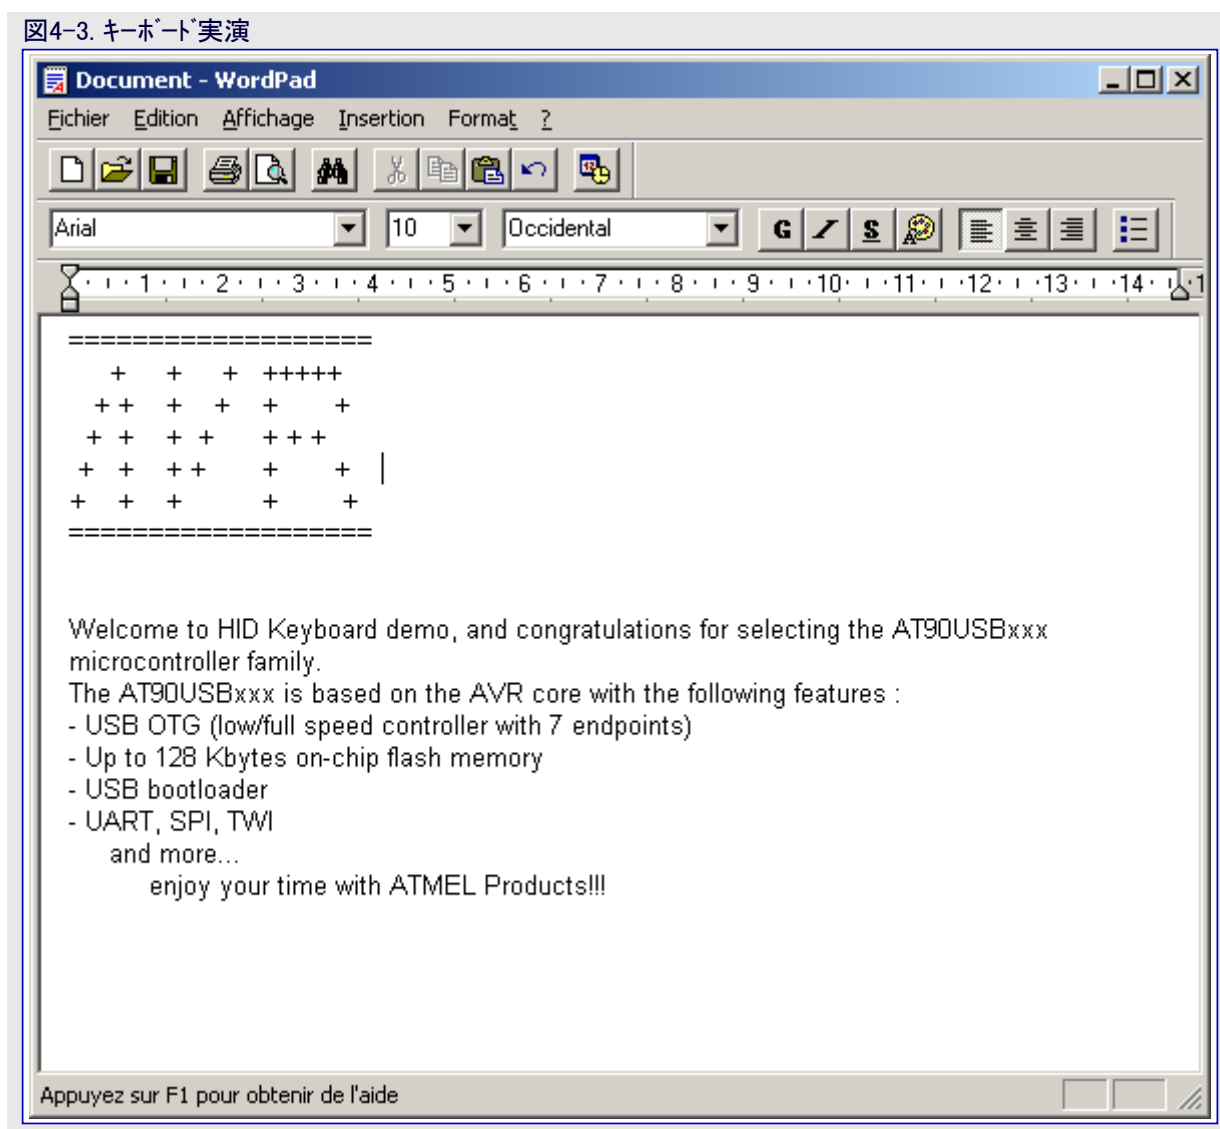 図4-3. キーボード実演
Document - WordPad
Fichier Edition Affichage Insertion Format ?
Arial 10 Occidental G I S
1 2 3 4 5 6 7 8 9 10 11 12 13 14 1
===================
     +     +     +   +++++
   + +    +    +    +       +
  +  +    +  +      + + +
 +   +    + +       +       +
+    +    +          +        +
===================
Welcome to HID Keyboard demo, and congratulations for selecting the AT90USBxxx
microcontroller family.
The AT90USBxxx is based on the AVR core with the following features :
- USB OTG (low/full speed controller with 7 endpoints)
- Up to 128 Kbytes on-chip flash memory
- USB bootloader
- UART, SPI, TWI
and more...
enjoy your time with ATMEL Products!!!
Appuyez sur F1 pour obtenir de l'aide